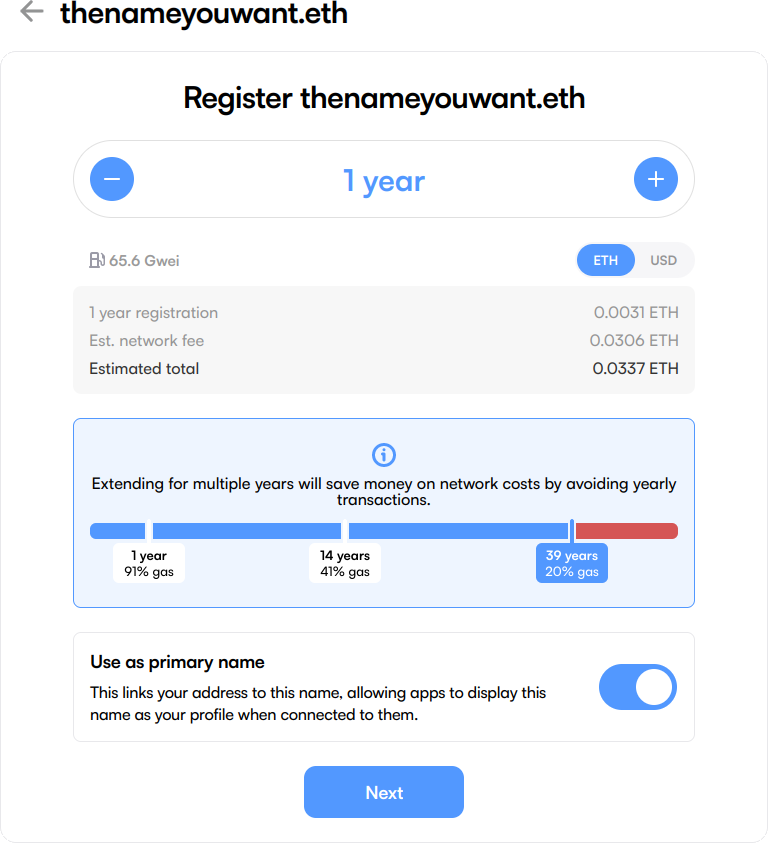 thenameyouwant.eth
Register thenameyouwant.eth
1 year
65.6 Gwei
ETH USD
1 year registration 0.0031 ETH
Est. network fee 0.0306 ETH
Estimated total 0.0337 ETH
Extending for multiple years will save money on network costs by avoiding yearly
transactions.
1 year 14 years 39 years
91% gas 41% gas 20% gas
Use as primary name
This links your address to this name, allowing apps to display this
name as your profile when connected to them.
Next